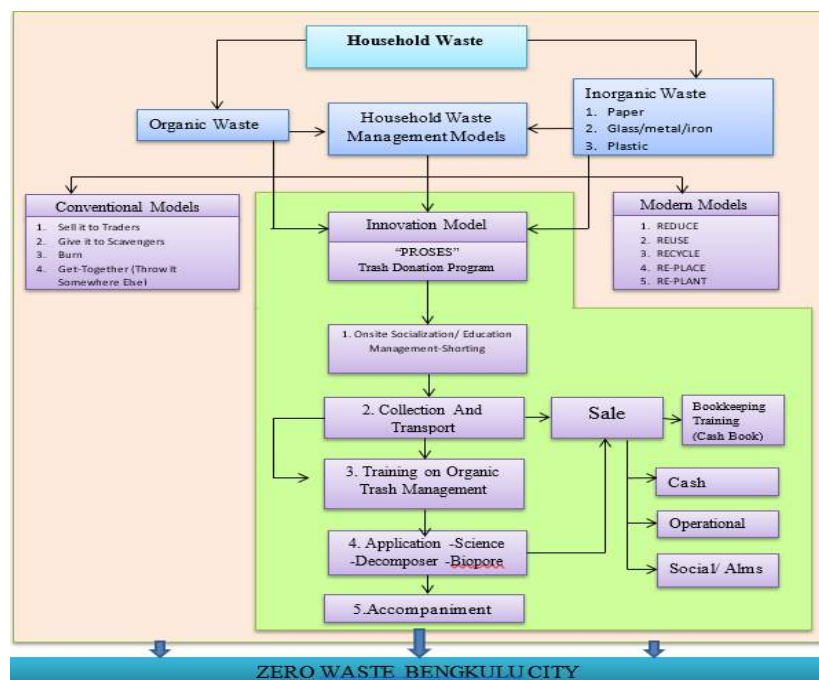 Household Waste
Organic Waste
Household Waste
Management Models
Inorganic Waste
1. Paper
2. Glass/metal/iron
3. Plastic
Conventional Models
1. Sell it to Traders
2. Give it to Scavengers
3. Burn
4. Get-Together (Throw It
Somewhere Else)
Innovation Model
“PROSES”
Trash Donation Program
Modern Models
1. REDUCE
2. REUSE
3. RECYCLE
4. RE-PLACE
5. RE-PLANT
1. Onsite Socialization/ Education
Management-Shorting
2. Collection And
Transport
Sale
Bookkeeping
Training
(Cash Book)
3. Training on Organic
Trash Management
Cash
Operational
4. Application -Science
-Decomposer -Biopore
Social/ Alms
5.Accompaniment
ZERO WASTE BENGKULU CITY